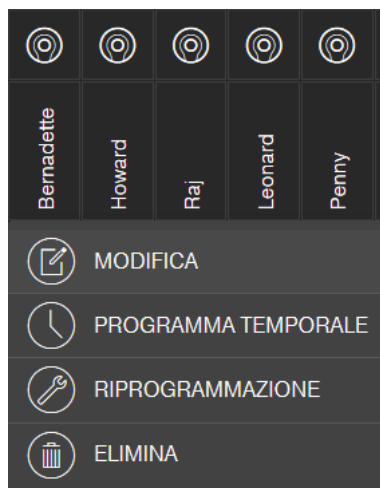 Bernadette
Howard
Raj
Leonard
Penny
MODIFICA
PROGRAMMA TEMPORALE
RIPROGRAMMAZIONE
ELIMINA